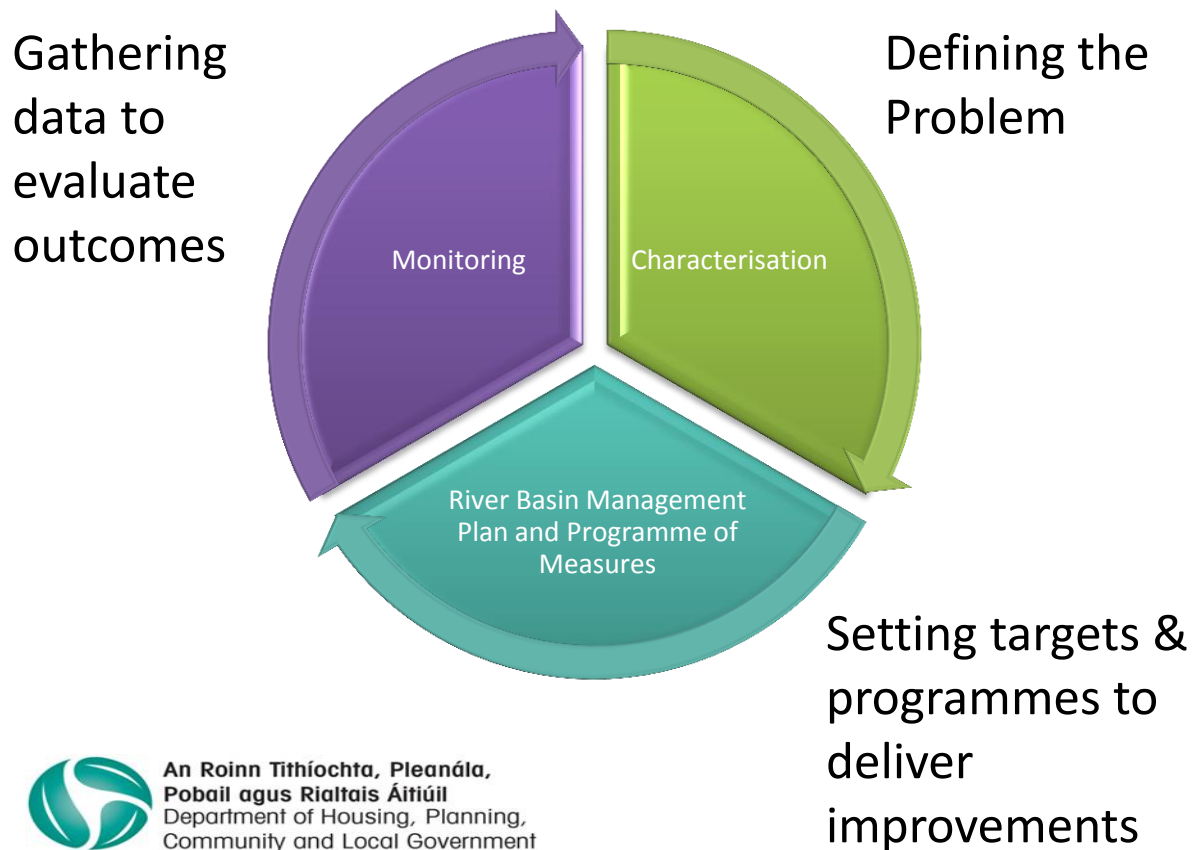 Gathering
data to
evaluate
outcomes
Defining the
Problem
Monitoring
Characterisation
River Basin Management
Plan and Programme of
Measures
Setting targets &
programmes to
deliver
improvements
An Roinn Tithíochta, Pleanála,
Pobail agus Rialtais Áitiúil
Department of Housing, Planning,
Community and Local Government